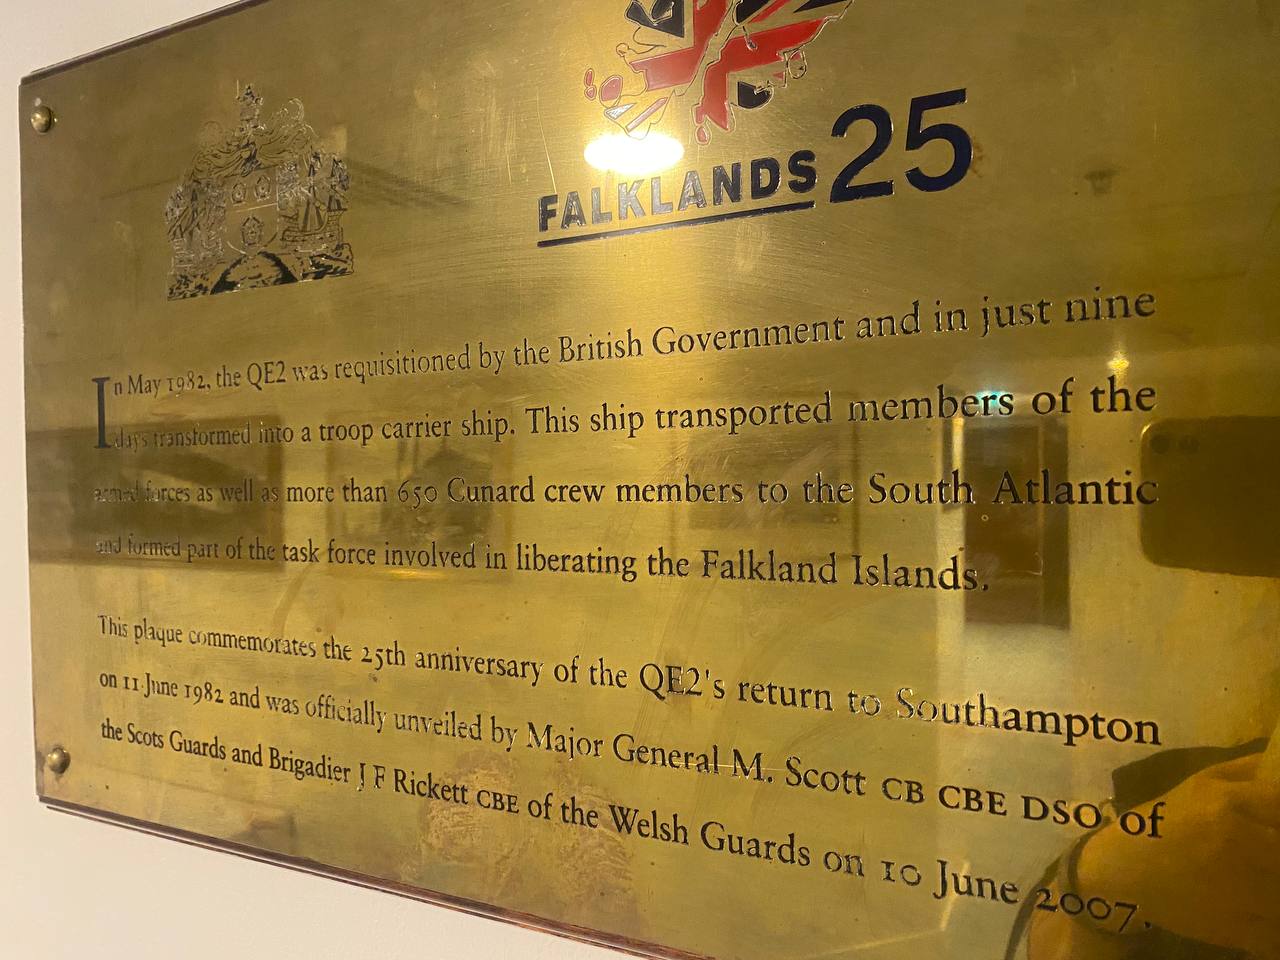 FALKLANDS 25
In May 1982, the QE2 was requisitioned by the British Government and in just nine
days transformed into a troop carrier ship. This ship transported members of the
armed forces as well as more than 650 Cunard crew members to the South Atlantic
and formed part of the task force involved in liberating the Falkland Islands.
This plaque commemorates the 25th anniversary of the QE2's return to Southampton
on 11 June 1982 and was officially unveiled by Major General M. Scott CB CBE DSO of
the Scots Guards and Brigadier J F Rickett CBE of the Welsh Guards on 10 June 2007.